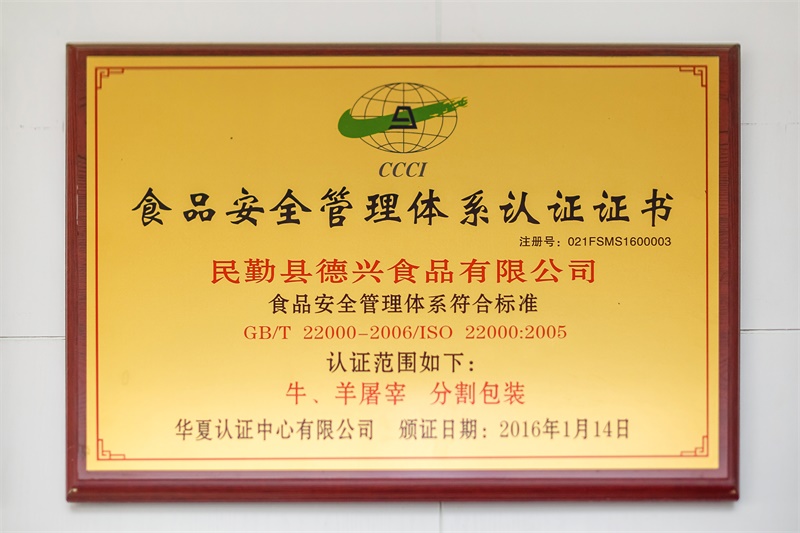 CCCI
食品安全管理体系认证证书
注册号：021FSMS1600003
民勤县德兴食品有限公司
食品安全管理体系符合标准
GB/T 22000-2006/ISO 22000:2005
认证范围如下：
牛、羊屠宰 分割包装
华夏认证中心有限公司 颁证日期：2016年1月14日